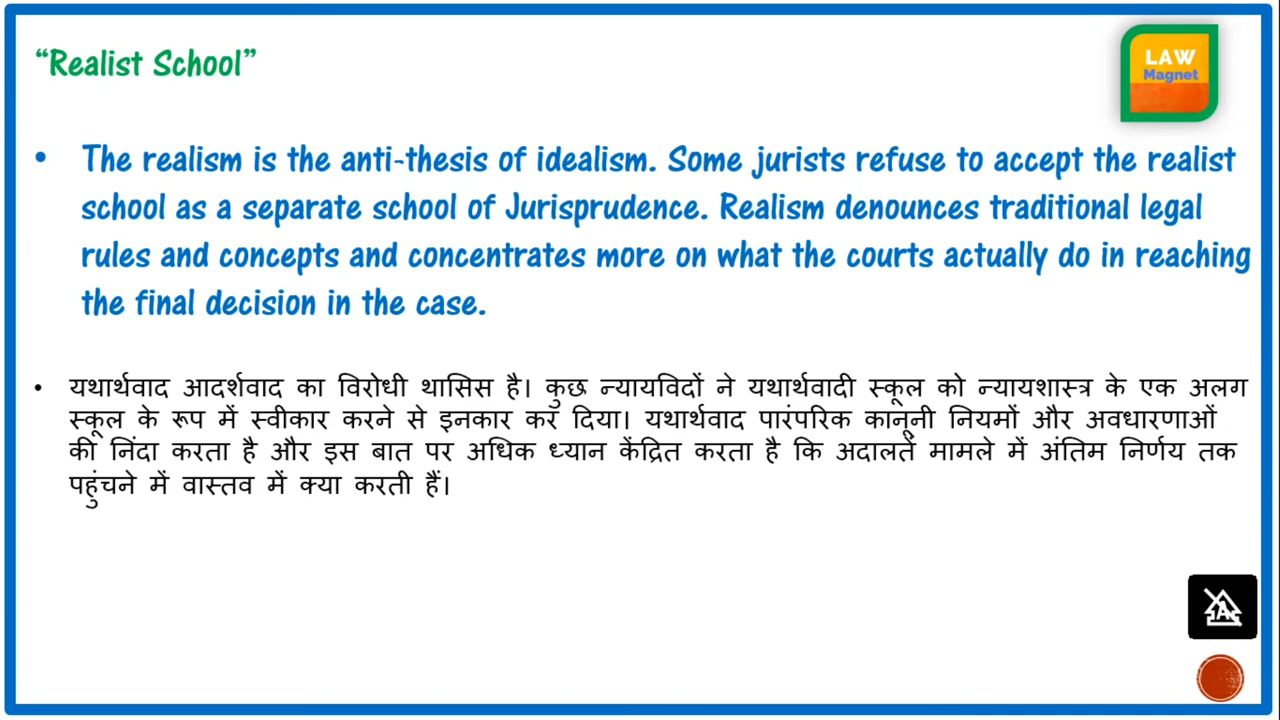 “Realist School”
LAW
Magnet
• The realism is the anti-thesis of idealism. Some jurists refuse to accept the realist
school as a separate school of Jurisprudence. Realism denounces traditional legal
rules and concepts and concentrates more on what the courts actually do in reaching
the final decision in the case.
• यथार्थवाद आदर्शवाद का विरोधी थासिस है। कुछ न्यायविदों ने यथार्थवादी स्कूल को न्यायशास्त्र के एक अलग
स्कूल के रूप में स्वीकार करने से इनकार कर दिया। यथार्थवाद पारंपरिक कानूनी नियमों और अवधारणाओं
की निंदा करता है और इस बात पर अधिक ध्यान केंद्रित करता है कि अदालतें मामले में अंतिम निर्णय तक
पहुंचने में वास्तव में क्या करती हैं।
A